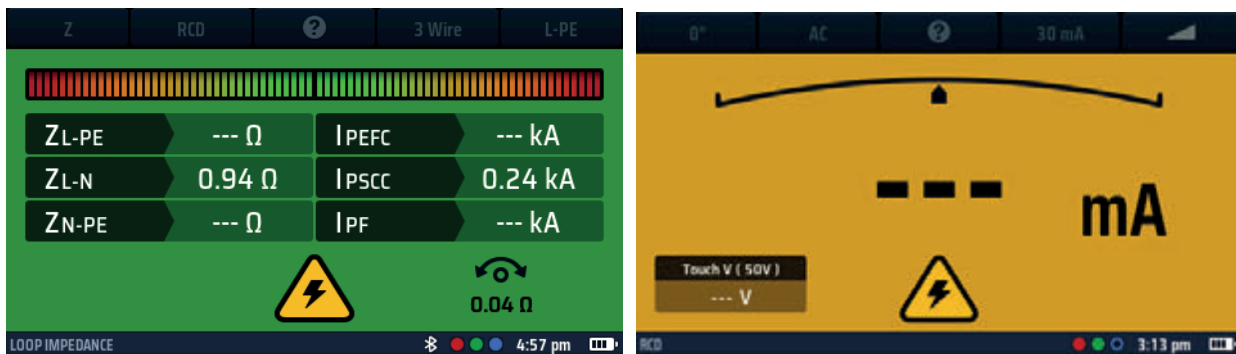 Z RCD ? 3 Wire L-PE
ZL-PE --- Ω IPEFC --- kA
ZL-N 0.94 Ω IPSCC 0.24 kA
ZN-PE --- Ω IPF --- kA
0.04 Ω
LOOP IMPEDANCE 4:57 pm
0° AC ? 30 mA
--- mA
Touch V ( 50V )
--- V
RCD 3:13 pm